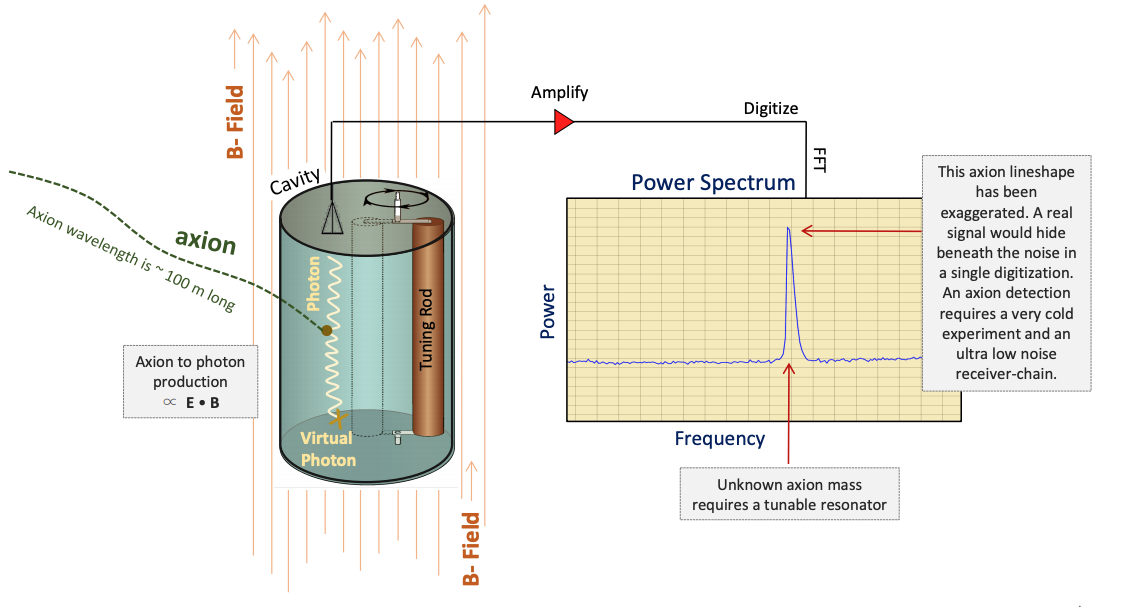 B- Field
Amplify
Digitize
FFT
Cavity
Power Spectrum
axion
Axion wavelength is ~ 100 m long
Photon
Tuning Rod
Virtual
Photon
Axion to photon
production
∝ E • B
Power
Frequency
This axion lineshape
has been
exaggerated. A real
signal would hide
beneath the noise in
a single digitization.
An axion detection
requires a very cold
experiment and an
ultra low noise
receiver-chain.
Unknown axion mass
requires a tunable resonator
B- Field